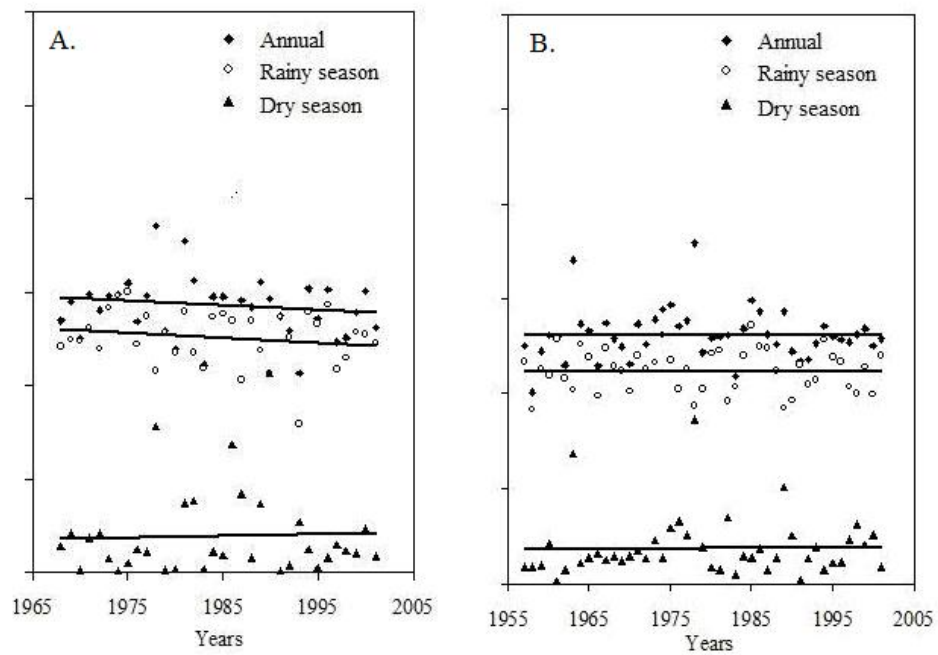 A.
Annual
Rainy season
Dry season
1965 1975 1985 1995 2005
Years
B.
Annual
Rainy season
Dry season
1955 1965 1975 1985 1995 2005
Years